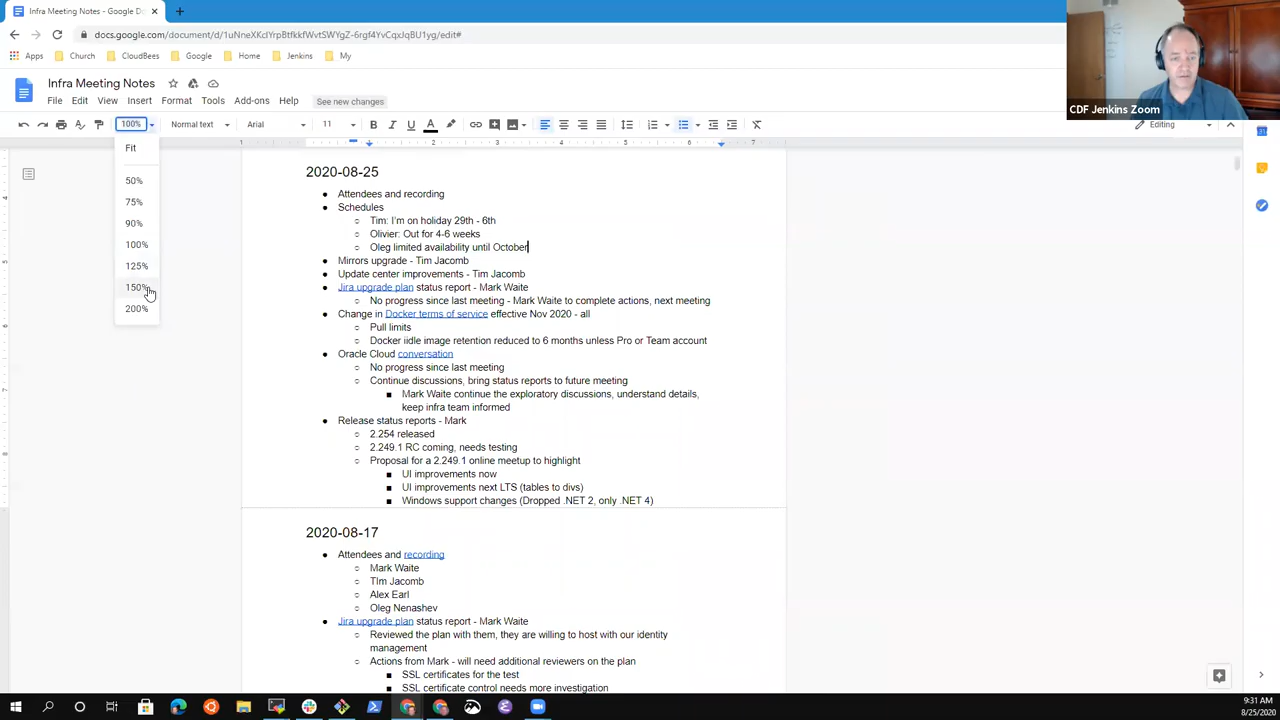 Infra Meeting Notes - Google Do
docs.google.com/document/d/1uNneXKcIYrpBtfkkfWvtSWYgZ-6rgf4YvCqxJqBU1yg/edit#
Apps Church CloudBees Google Home Jenkins My
Infra Meeting Notes
File Edit View Insert Format Tools Add-ons Help See new changes
100% Normal text Arial 11 B I U A Editing
CDF Jenkins Zoom
Fit
50%
75%
90%
100%
125%
150%
200%
1 2 3 4 5 6 7
2020-08-25
Attendees and recording
Schedules
Tim: I'm on holiday 29th - 6th
Olivier: Out for 4-6 weeks
Oleg limited availability until October
Mirrors upgrade - Tim Jacomb
Update center improvements - Tim Jacomb
Jira upgrade plan status report - Mark Waite
No progress since last meeting - Mark Waite to complete actions, next meeting
Change in Docker terms of service effective Nov 2020 - all
Pull limits
Docker iidle image retention reduced to 6 months unless Pro or Team account
Oracle Cloud conversation
No progress since last meeting
Continue discussions, bring status reports to future meeting
Mark Waite continue the exploratory discussions, understand details,
keep infra team informed
Release status reports - Mark
2.254 released
2.249.1 RC coming, needs testing
Proposal for a 2.249.1 online meetup to highlight
UI improvements now
UI improvements next LTS (tables to divs)
Windows support changes (Dropped .NET 2, only .NET 4)
2020-08-17
Attendees and recording
Mark Waite
TIm Jacomb
Alex Earl
Oleg Nenashev
Jira upgrade plan status report - Mark Waite
Reviewed the plan with them, they are willing to host with our identity
management
Actions from Mark - will need additional reviewers on the plan
SSL certificates for the test
SSL certificate control needs more investigation
9:31 AM
8/25/2020